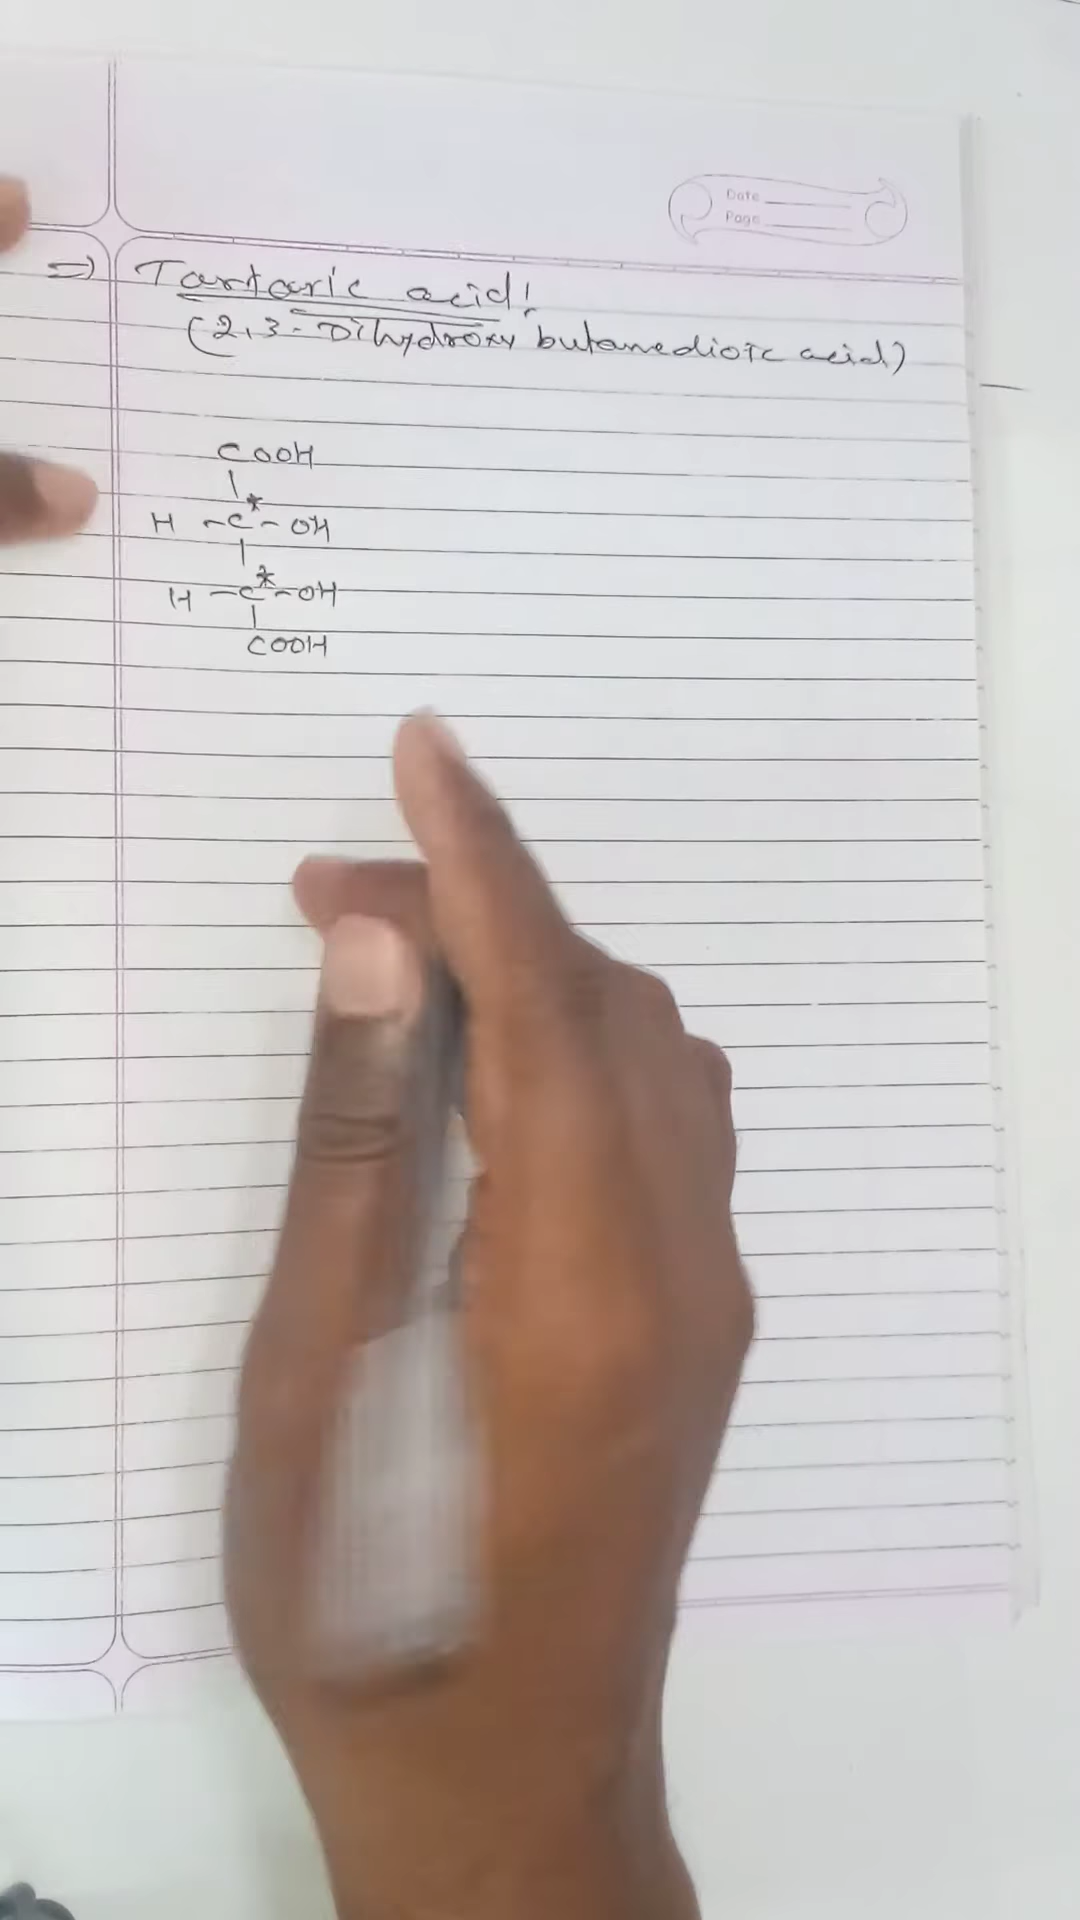 Date
Page
=) Tartaric acid!
(2,3-Dihydroxy butanedioic acid)
COOH
|
H - C* - OH
|
H - C* - OH
|
COOH